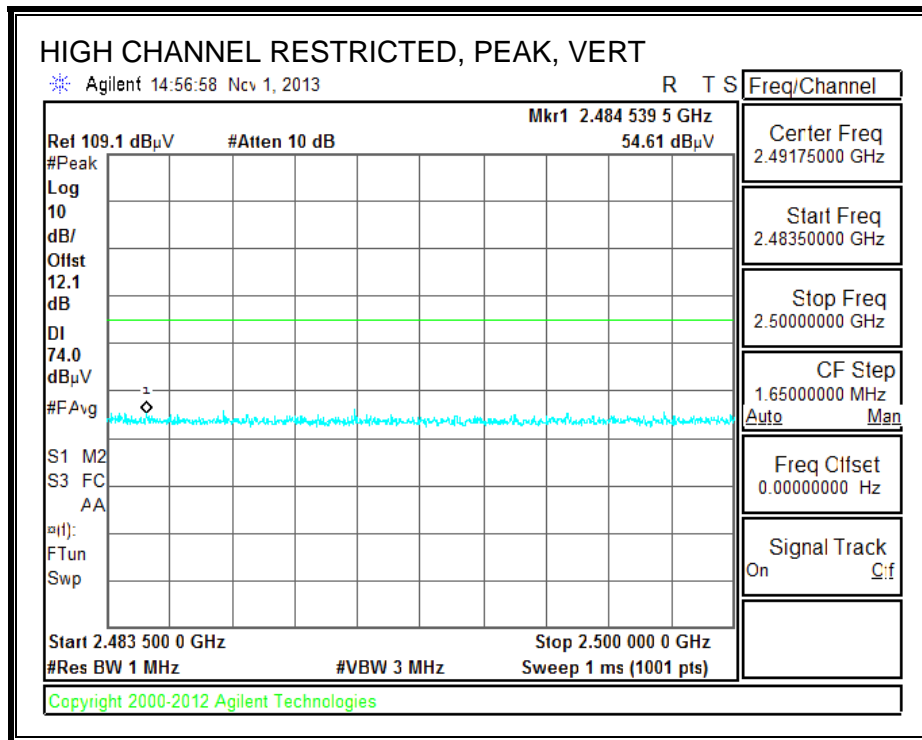 HIGH CHANNEL RESTRICTED, PEAK, VERT
Agilent 14:56:58 Nov 1, 2013 R T S
Freq/Channel
Mkr1 2.484 539 5 GHz
Ref 109.1 dBµV #Atten 10 dB 54.61 dBµV
#Peak
Log
10
dB/
Offst
12.1
dB
DI
74.0
dBµV
#PAvg
1
S1 M2
S3 FC
AA
¤(f):
FTun
Swp
Start 2.483 500 0 GHz Stop 2.500 000 0 GHz
#Res BW 1 MHz #VBW 3 MHz Sweep 1 ms (1001 pts)
Center Freq
2.49175000 GHz
Start Freq
2.48350000 GHz
Stop Freq
2.50000000 GHz
CF Step
1.65000000 MHz
Auto Man
Freq Offset
0.00000000 Hz
Signal Track
On Off
Copyright 2000-2012 Agilent Technologies